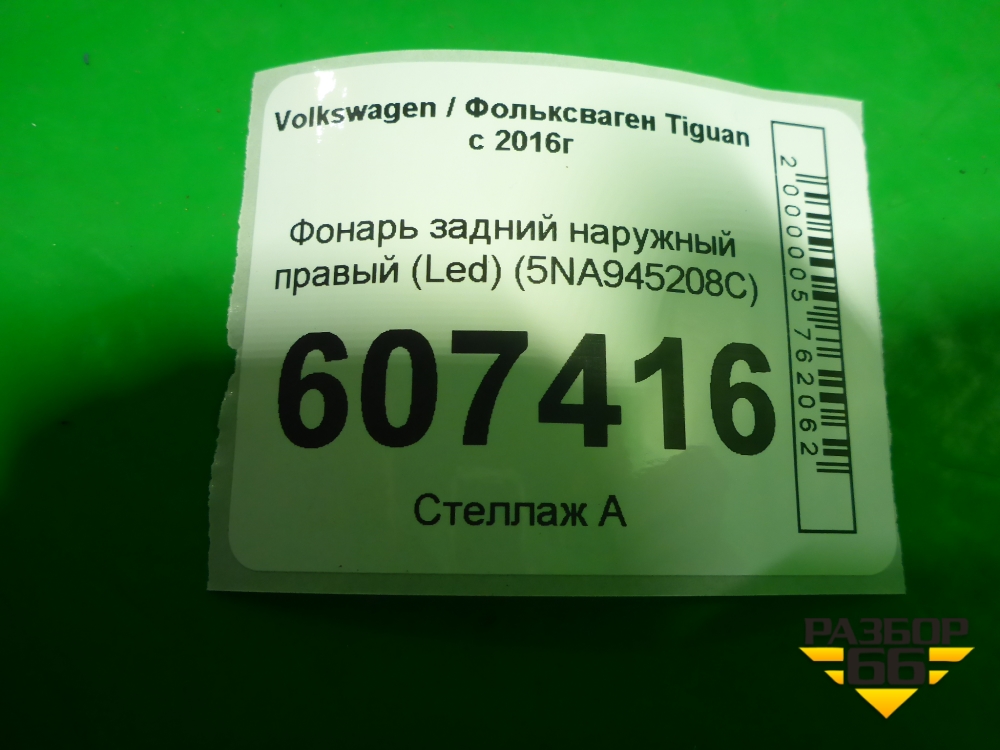 Volkswagen / Фольксваген Tiguan
с 2016г
Фонарь задний наружный
правый (Led) (5NA945208C)
607416
Стеллаж А
2000005762062
РАЗБОР
66